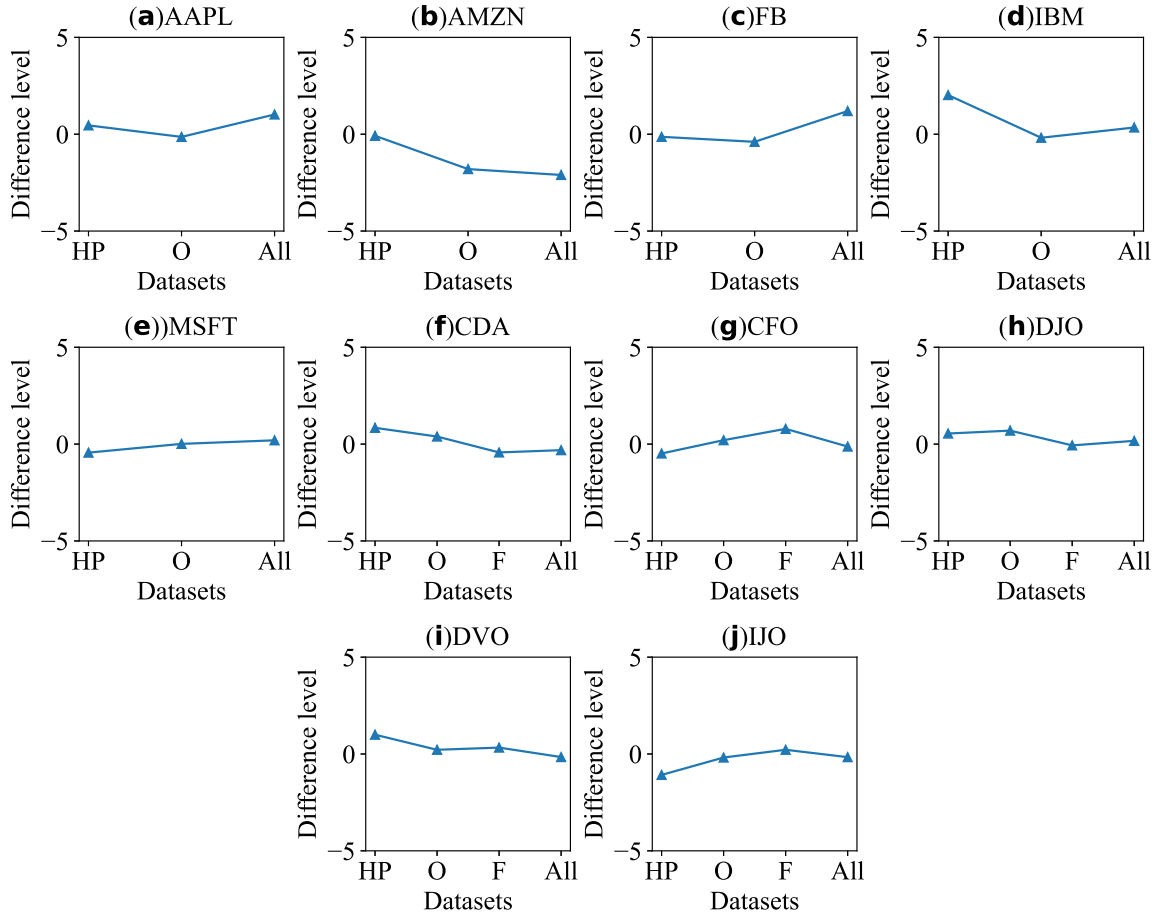 (a)AAPL
(b)AMZN
(c)FB
(d)IBM
Difference level
5
0
−5
HP O All
Datasets
Difference level
5
0
−5
HP O All
Datasets
Difference level
5
0
−5
HP O All
Datasets
Difference level
5
0
−5
HP O All
Datasets
(e))MSFT
(f)CDA
(g)CFO
(h)DJO
Difference level
5
0
−5
HP O All
Datasets
Difference level
5
0
−5
HP O F All
Datasets
Difference level
5
0
−5
HP O F All
Datasets
Difference level
5
0
−5
HP O F All
Datasets
(i)DVO
(j)IJO
Difference level
5
0
−5
HP O F All
Datasets
Difference level
5
0
−5
HP O F All
Datasets